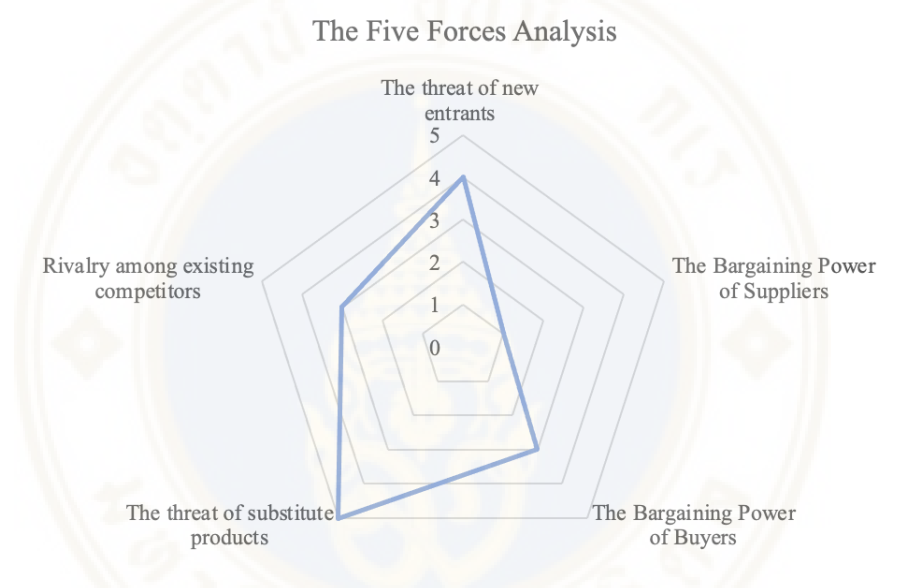 The Five Forces Analysis
The threat of new
entrants
5
4
3
2
1
0
Rivalry among existing
competitors
The Bargaining Power
of Suppliers
The threat of substitute
products
The Bargaining Power
of Buyers